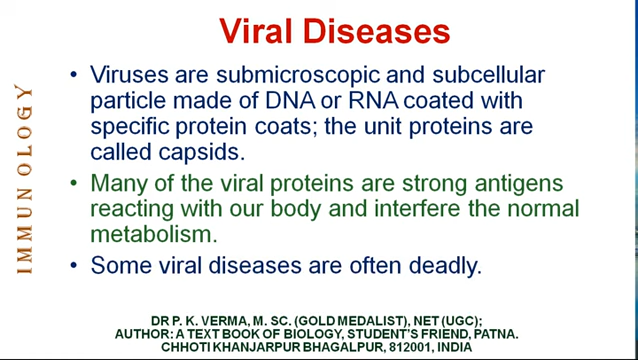 Viral Diseases
• Viruses are submicroscopic and subcellular
particle made of DNA or RNA coated with
specific protein coats; the unit proteins are
called capsids.
• Many of the viral proteins are strong antigens
reacting with our body and interfere the normal
metabolism.
• Some viral diseases are often deadly.
IMMUNOLOGY
DR P. K. VERMA, M. SC. (GOLD MEDALIST), NET (UGC);
AUTHOR: A TEXT BOOK OF BIOLOGY, STUDENT'S FRIEND, PATNA.
CHHOTI KHANJARPUR BHAGALPUR, 812001, INDIA